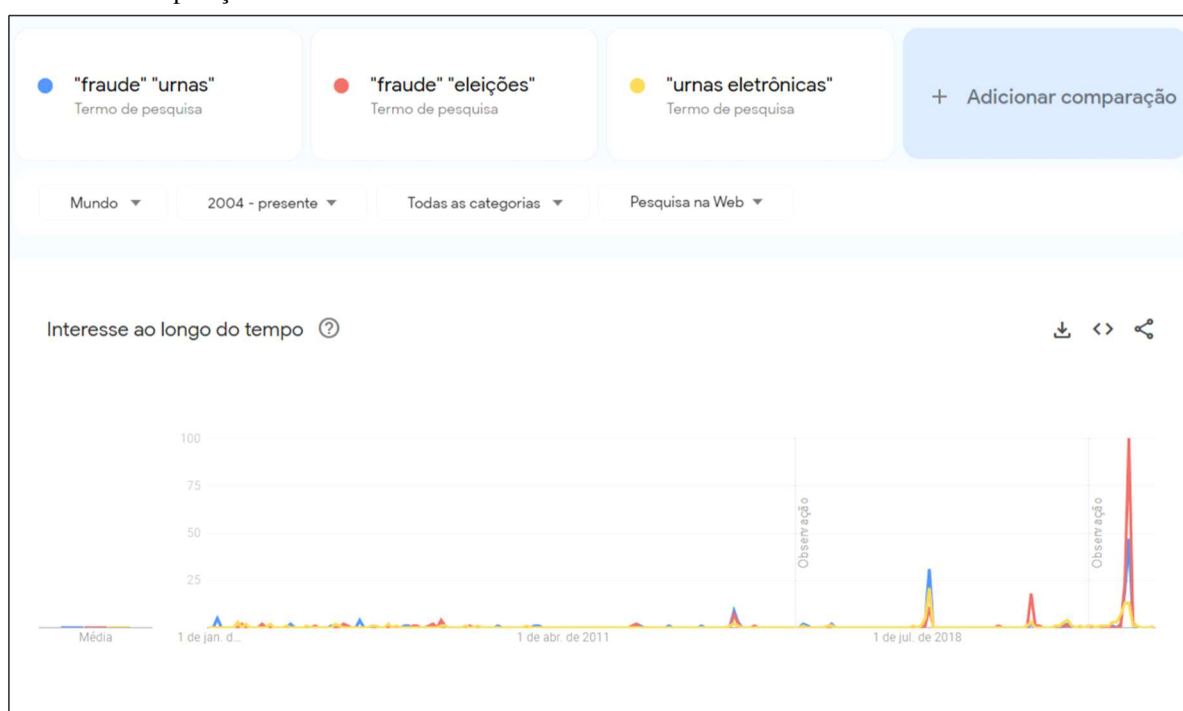 "fraude" "urnas"
Termo de pesquisa
"fraude" "eleições"
Termo de pesquisa
"urnas eletrônicas"
Termo de pesquisa
+ Adicionar comparação
Mundo
2004 - presente
Todas as categorias
Pesquisa na Web
Interesse ao longo do tempo
100
75
50
25
Observação
Observação
Média
1 de jan. d...
1 de abr. de 2011
1 de jul. de 2018